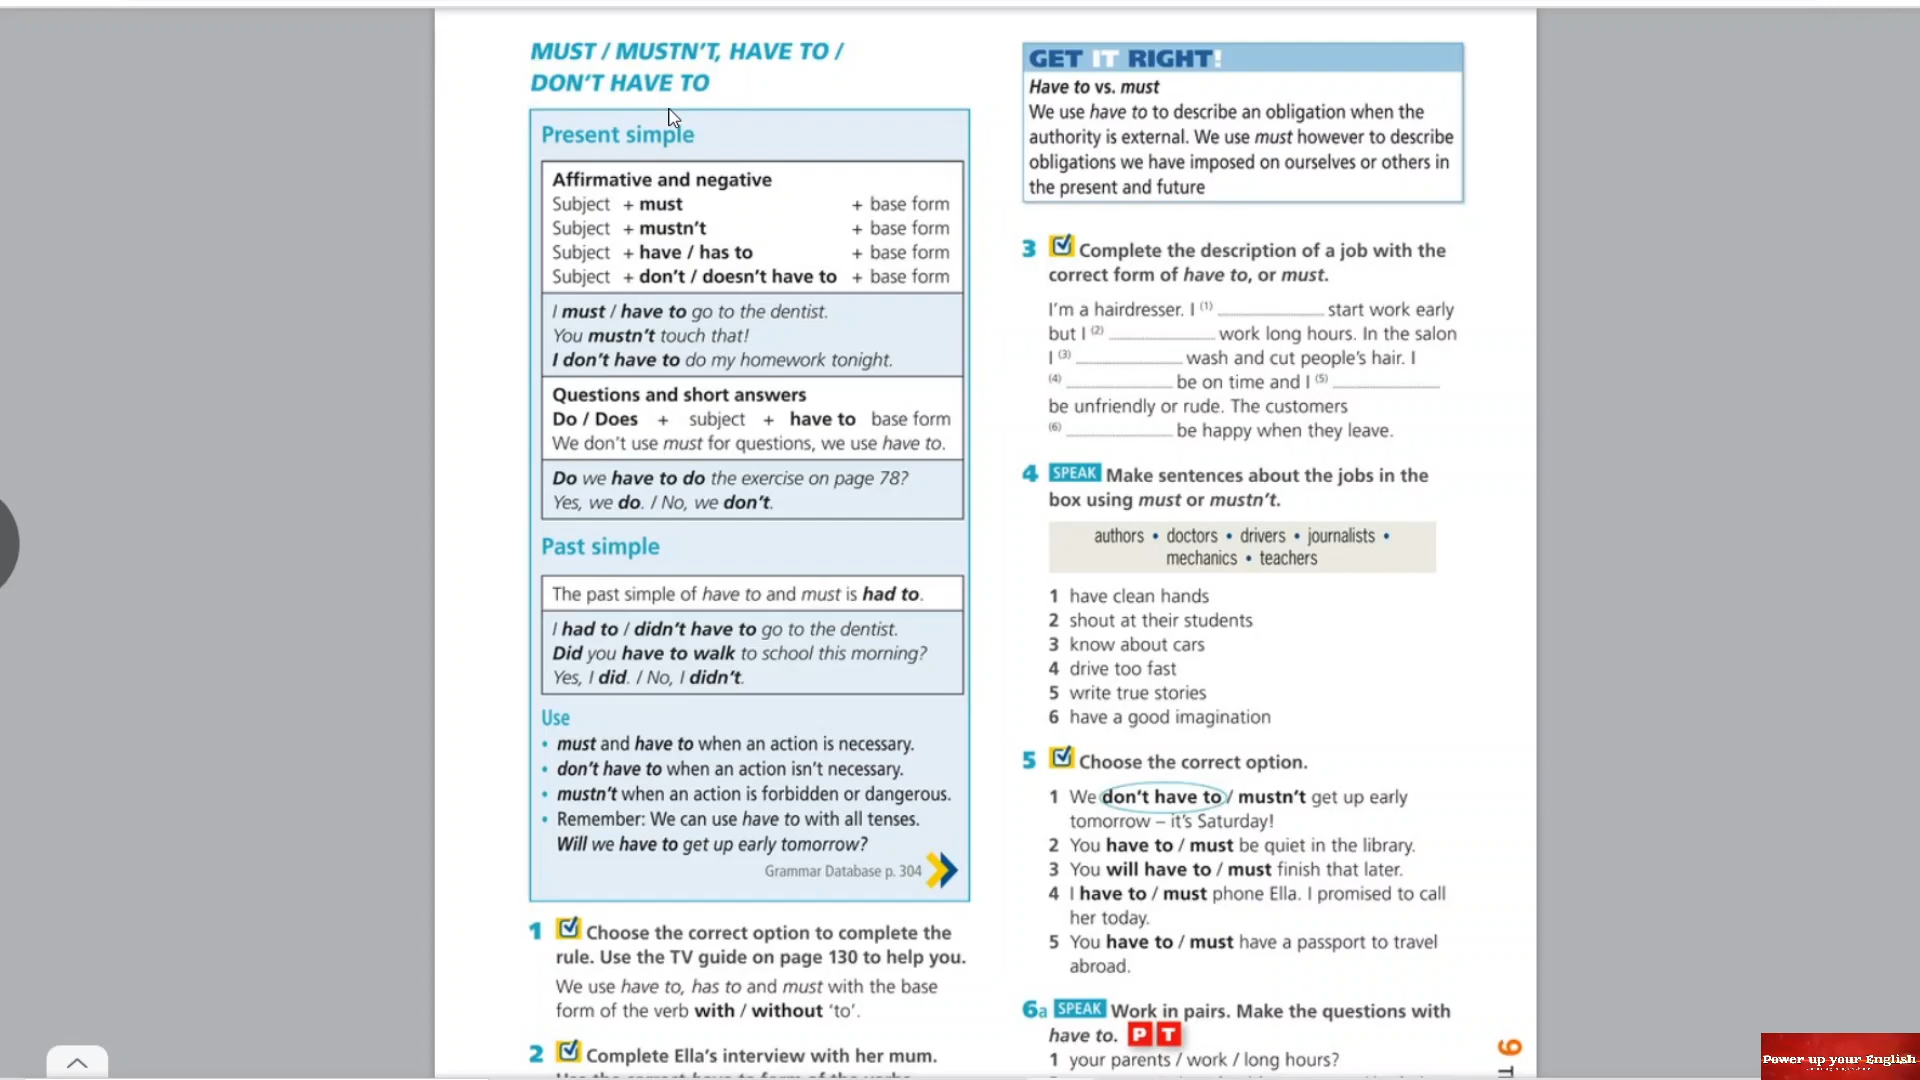 MUST / MUSTN'T, HAVE TO /
DON'T HAVE TO
Present simple
Affirmative and negative
Subject + must + base form
Subject + mustn't + base form
Subject + have / has to + base form
Subject + don't / doesn't have to + base form
I must / have to go to the dentist.
You mustn't touch that!
I don't have to do my homework tonight.
Questions and short answers
Do / Does + subject + have to base form
We don't use must for questions, we use have to.
Do we have to do the exercise on page 78?
Yes, we do. / No, we don't.
Past simple
The past simple of have to and must is had to.
I had to / didn't have to go to the dentist.
Did you have to walk to school this morning?
Yes, I did. / No, I didn't.
Use
• must and have to when an action is necessary.
• don't have to when an action isn't necessary.
• mustn't when an action is forbidden or dangerous.
• Remember: We can use have to with all tenses.
Will we have to get up early tomorrow?
Grammar Database p. 304
1 Choose the correct option to complete the
rule. Use the TV guide on page 130 to help you.
We use have to, has to and must with the base
form of the verb with / without 'to'.
2 Complete Ella's interview with her mum.
GET IT RIGHT!
Have to vs. must
We use have to to describe an obligation when the
authority is external. We use must however to describe
obligations we have imposed on ourselves or others in
the present and future
3 Complete the description of a job with the
correct form of have to, or must.
I'm a hairdresser. I (1) ____________ start work early
but I (2) ____________ work long hours. In the salon
I (3) ____________ wash and cut people's hair. I
(4) ____________ be on time and I (5) ____________
be unfriendly or rude. The customers
(6) ____________ be happy when they leave.
4 SPEAK Make sentences about the jobs in the
box using must or mustn't.
authors • doctors • drivers • journalists •
mechanics • teachers
1 have clean hands
2 shout at their students
3 know about cars
4 drive too fast
5 write true stories
6 have a good imagination
5 Choose the correct option.
1 We don't have to / mustn't get up early
tomorrow – it's Saturday!
2 You have to / must be quiet in the library.
3 You will have to / must finish that later.
4 I have to / must phone Ella. I promised to call
her today.
5 You have to / must have a passport to travel
abroad.
6a SPEAK Work in pairs. Make the questions with
have to. P T
1 your parents / work / long hours?
Power up your English